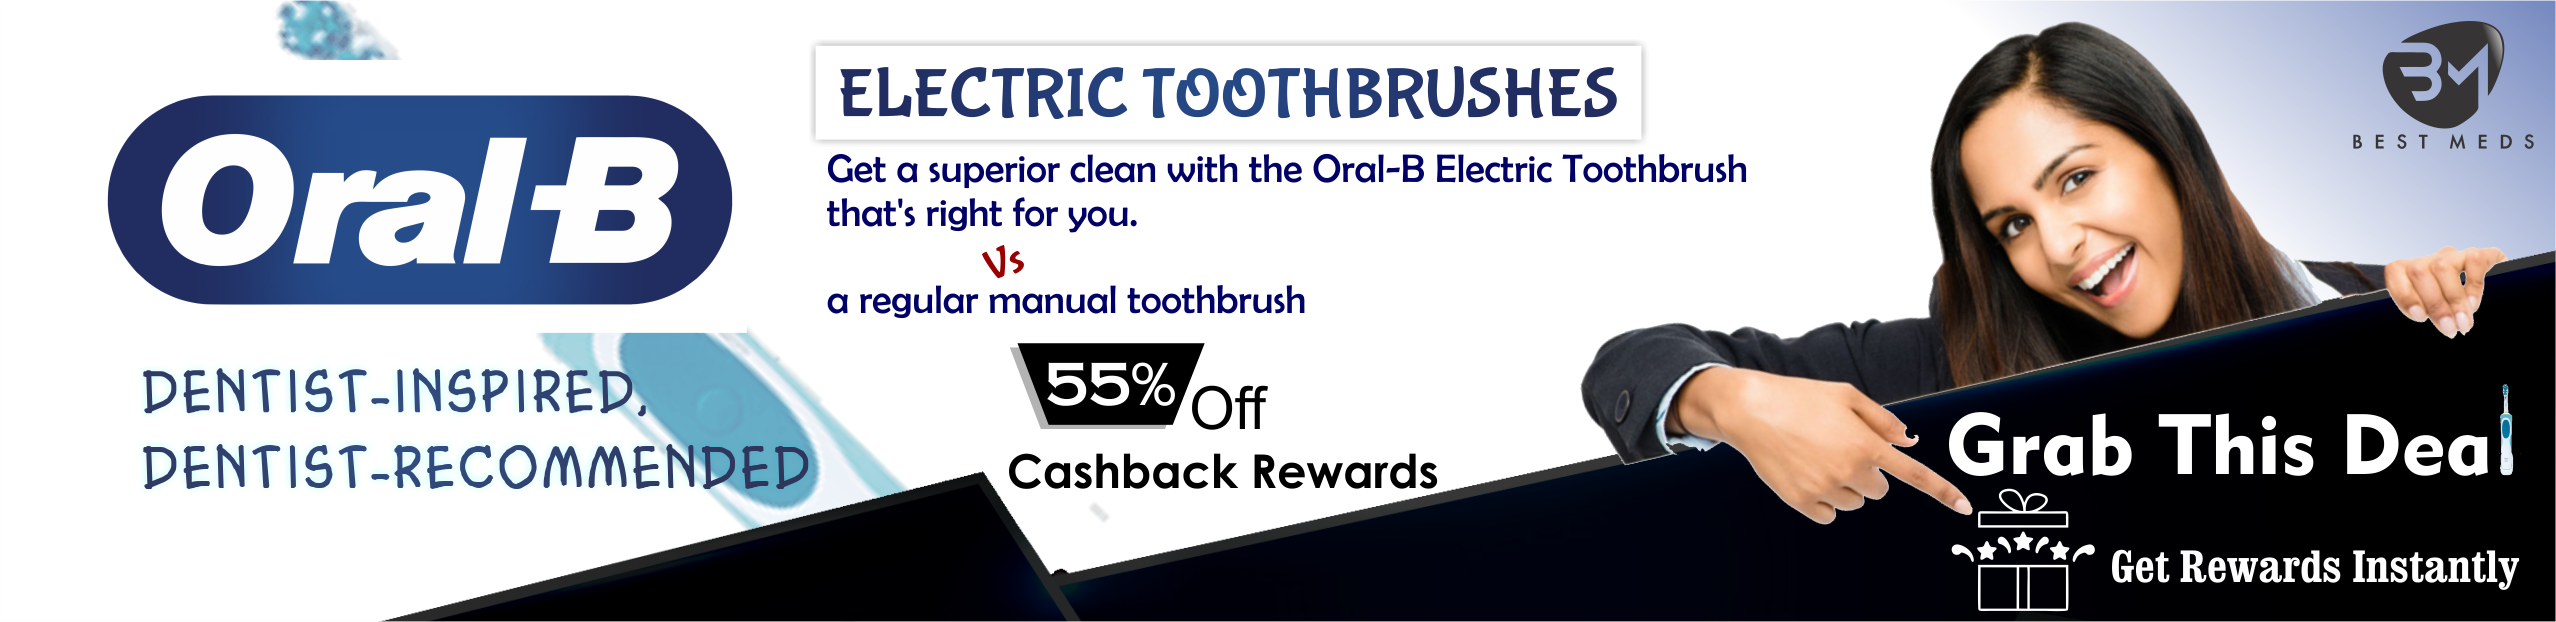 Oral-B
DENTIST-INSPIRED,
DENTIST-RECOMMENDED
ELECTRIC TOOTHBRUSHES
Get a superior clean with the Oral-B Electric Toothbrush
that's right for you.
Vs
a regular manual toothbrush
55% Off
Cashback Rewards
BM
BEST MEDS
Grab This Deal
Get Rewards Instantly